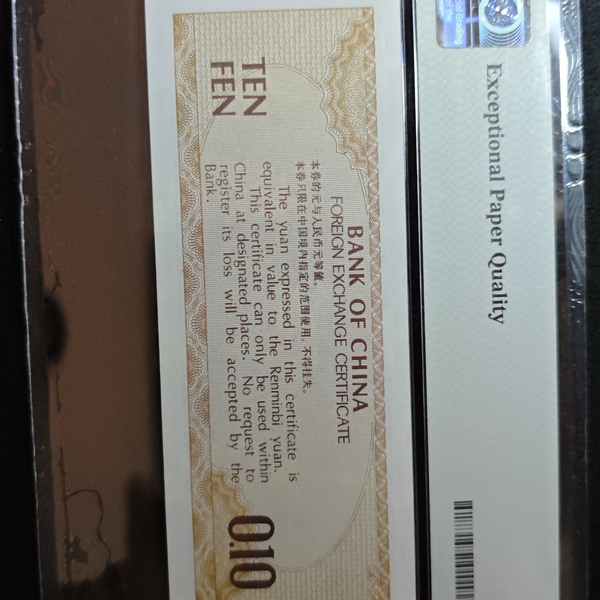 Exceptional Paper Quality
BANK OF CHINA
FOREIGN EXCHANGE CERTIFICATE
本券的元与人民币元等值。
本券只限在中国境内指定的范围使用。不得挂失。
The yuan expressed in this certificate is
equivalent in value to the Renminbi yuan.
This certificate can only be used within
China at designated places. No request to
register its loss will be accepted by the
Bank.
TEN
FEN
0.10